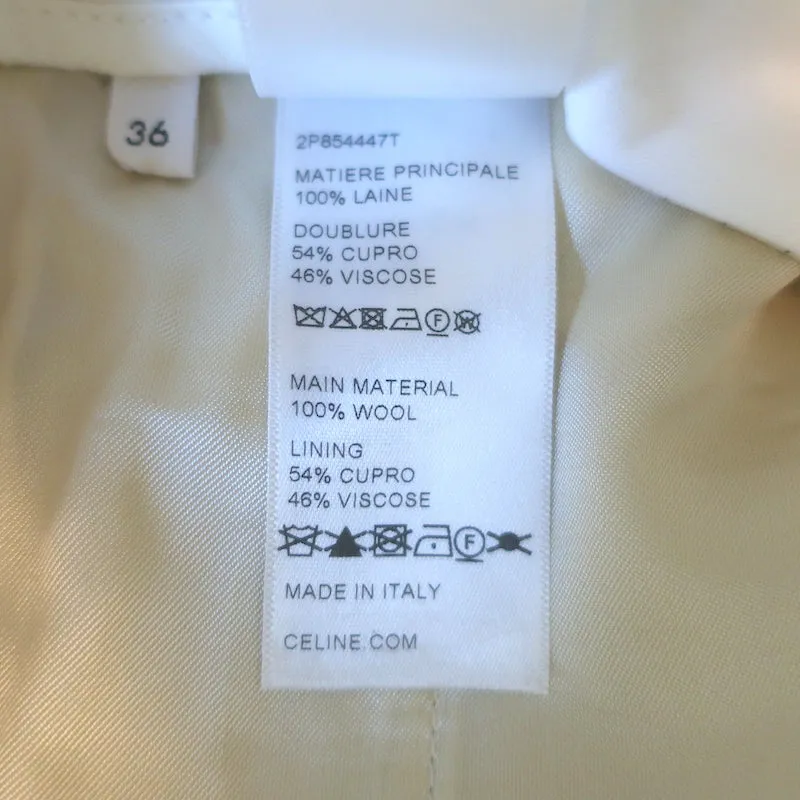 36
2P854447T
MATIERE PRINCIPALE
100% LAINE
DOUBLURE
54% CUPRO
46% VISCOSE
F W
MAIN MATERIAL
100% WOOL
LINING
54% CUPRO
46% VISCOSE
F
MADE IN ITALY
CELINE.COM